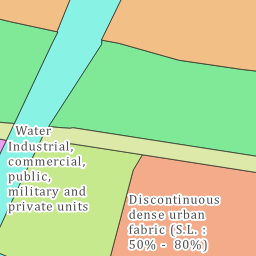 Water
Industrial,
commercial,
public,
military and
private units
Discontinuous
dense urban
fabric (S.L. :
50% - 80%)